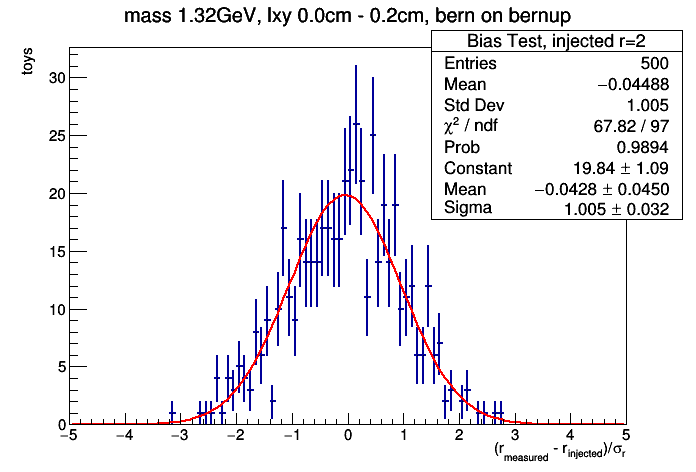 mass 1.32GeV, lxy 0.0cm - 0.2cm, bern on bernup
Bias Test, injected r=2
Entries 500
Mean −0.04488
Std Dev 1.005
χ² / ndf 67.82 / 97
Prob 0.9894
Constant 19.84 ± 1.09
Mean −0.0428 ± 0.0450
Sigma 1.005 ± 0.032
toys
30
25
20
15
10
5
0
−5 −4 −3 −2 −1 0 1 2 3 4 5
(r_measured - r_injected)/σ_r